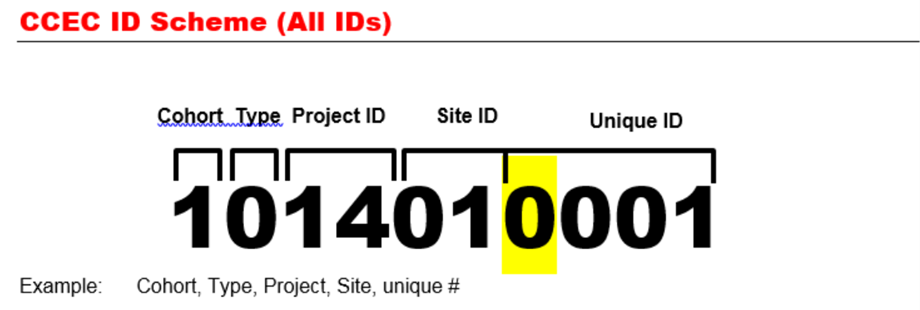 CCEC ID Scheme (All IDs)
Cohort Type Project ID Site ID Unique ID
1014010001
Example: Cohort, Type, Project, Site, unique #